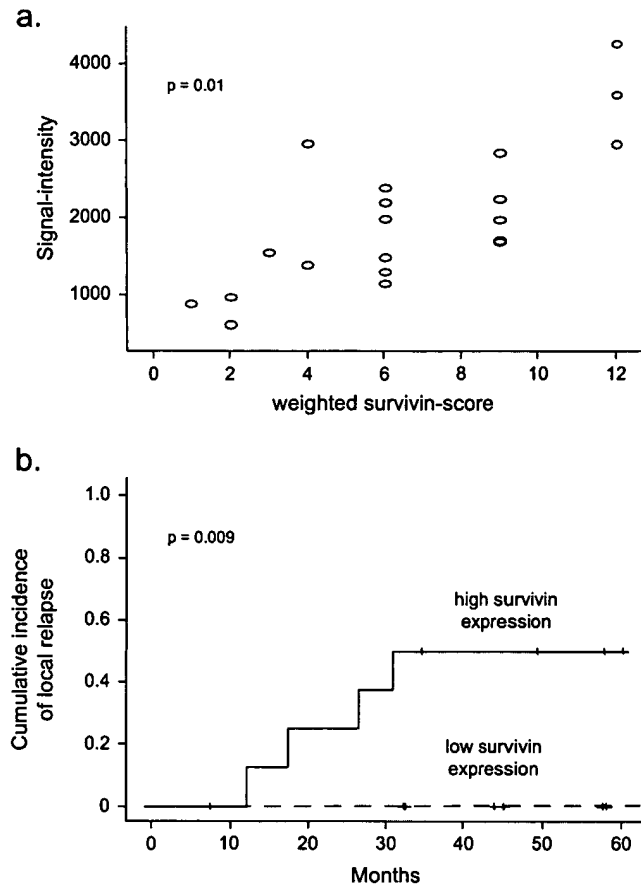 a.
4000
3000
2000
1000
Signal-intensity
p = 0.01
0 2 4 6 8 10 12
weighted survivin-score
b.
1.0
0.8
0.6
0.4
0.2
0
Cumulative incidence
of local relapse
p = 0.009
high survivin
expression
low survivin
expression
0 10 20 30 40 50 60
Months